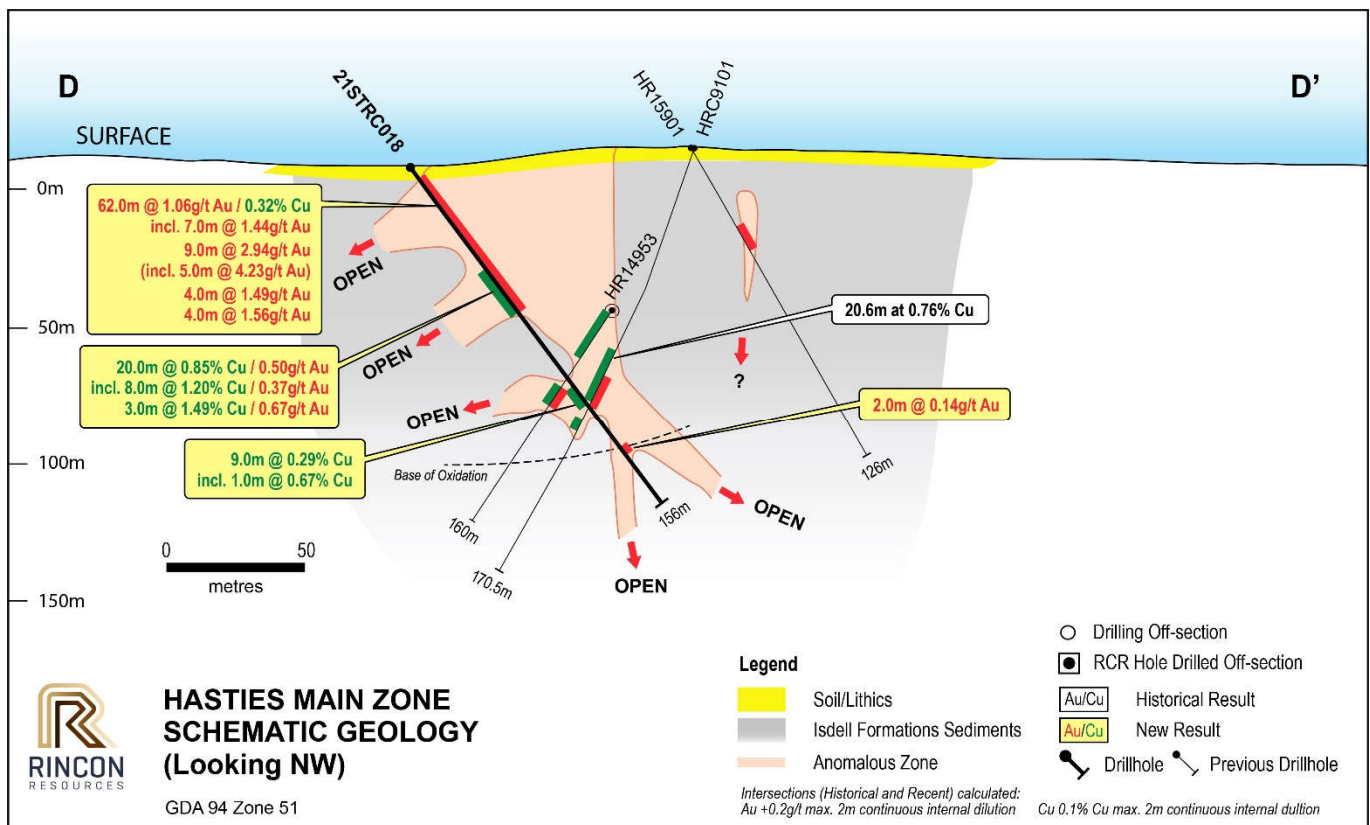 D
D’
SURFACE
21STRC018
HR15901
HRC9101
0m
62.0m @ 1.06g/t Au / 0.32% Cu
incl. 7.0m @ 1.44g/t Au
9.0m @ 2.94g/t Au
(incl. 5.0m @ 4.23g/t Au)
4.0m @ 1.49g/t Au
4.0m @ 1.56g/t Au
OPEN
HR14953
50m
20.6m at 0.76% Cu
OPEN
20.0m @ 0.85% Cu / 0.50g/t Au
incl. 8.0m @ 1.20% Cu / 0.37g/t Au
3.0m @ 1.49% Cu / 0.67g/t Au
?
OPEN
2.0m @ 0.14g/t Au
9.0m @ 0.29% Cu
incl. 1.0m @ 0.67% Cu
100m
Base of Oxidation
126m
160m
156m
OPEN
170.5m
OPEN
0
50
metres
150m
Legend
Soil/Lithics
Isdell Formations Sediments
Anomalous Zone
Drilling Off-section
RCR Hole Drilled Off-section
Au/Cu
Historical Result
Au/Cu
New Result
Drillhole
Previous Drillhole
Intersections (Historical and Recent) calculated:
Au +0.2g/t max. 2m continuous internal dilution
Cu 0.1% Cu max. 2m continuous internal dultion
RINCON
RESOURCES
HASTIES MAIN ZONE
SCHEMATIC GEOLOGY
(Looking NW)
GDA 94 Zone 51